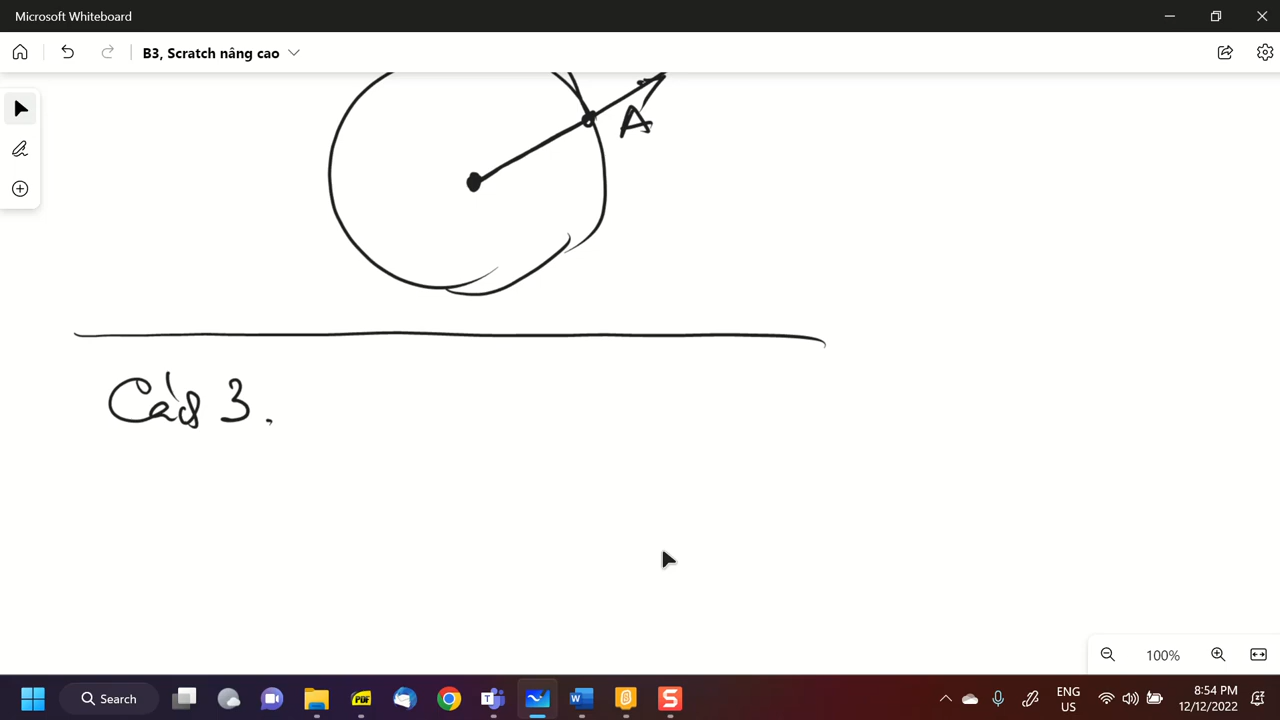 Microsoft Whiteboard
B3, Scratch nâng cao
A
Cách 3.
100%
Search
ENG
US
8:54 PM
12/12/2022